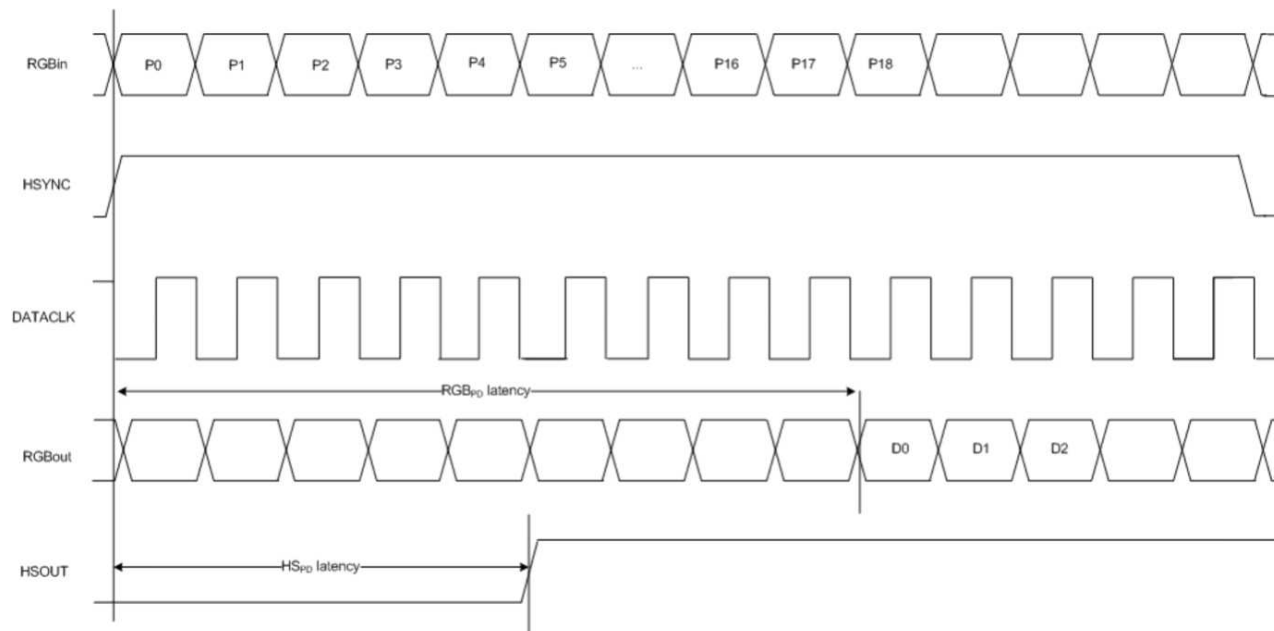 RGBin P0 P1 P2 P3 P4 P5 ... P16 P17 P18
HSYNC
DATACLK
RGBPD latency
RGBout D0 D1 D2
HSPD latency
HSOUT